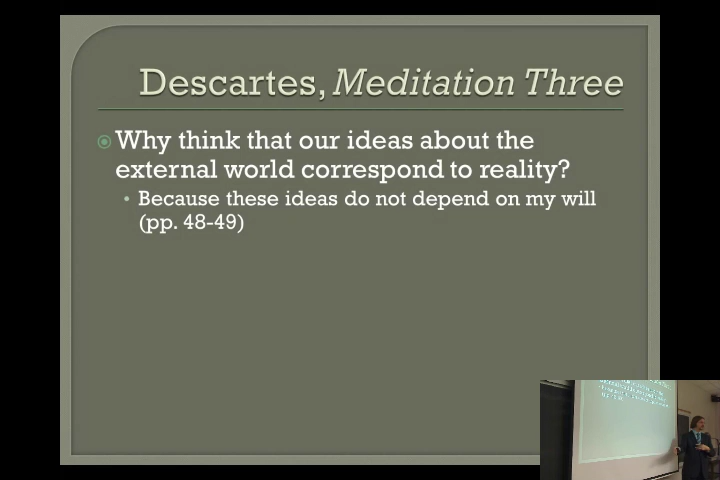 Descartes, Meditation Three
Why think that our ideas about the
external world correspond to reality?
Because these ideas do not depend on my will
(pp. 48-49)